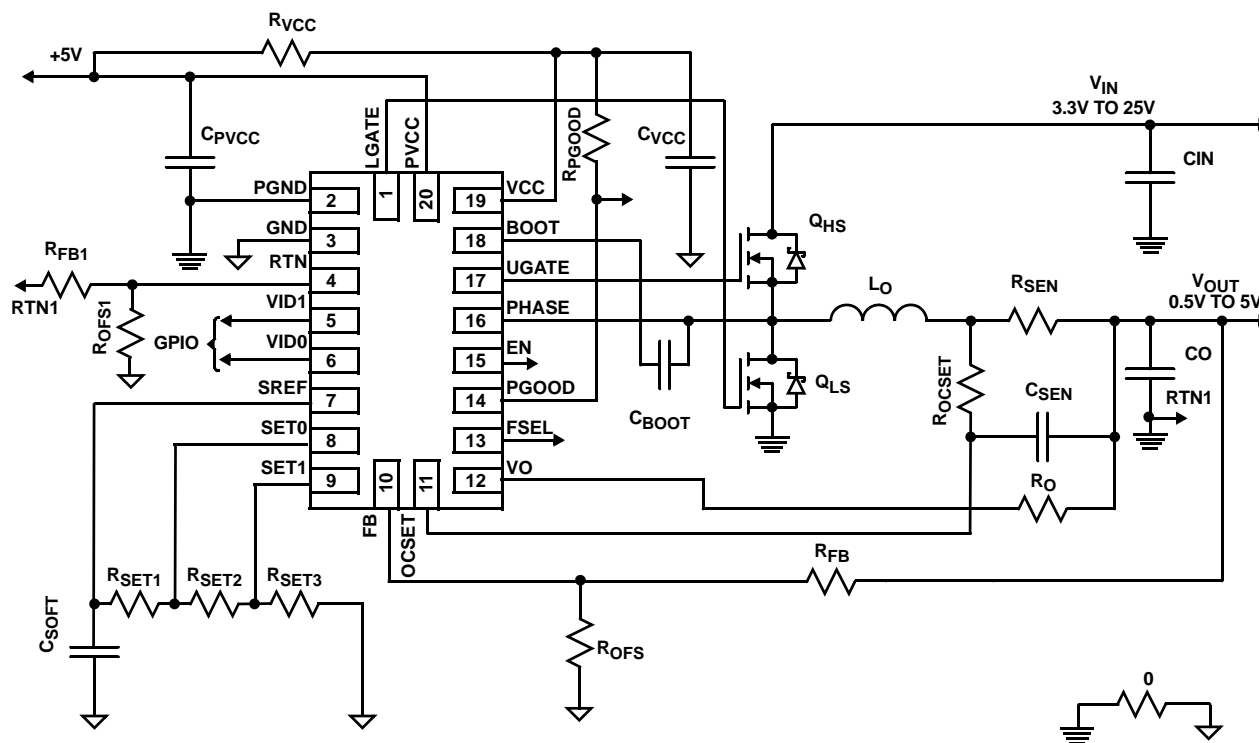 RVCC
+5V
VIN
3.3V TO 25V
LGATE
PVCC
RPGOOD
CPVCC
CVCC
CIN
PGND
2
1
20
19
VCC
GND
3
18
BOOT
QHS
RFB1
RTN
4
17
UGATE
LO
RSEN
VOUT
0.5V TO 5V
RTN1
ROFS1
VID1
5
16
PHASE
GPIO
VID0
6
15
EN
QLS
CO
SREF
7
14
PGOOD
CBOOT
ROCSET
CSEN
RTN1
SET0
8
13
FSEL
SET1
9
10
11
12
VO
RO
FB
OCSET
RFB
RSET1
RSET2
RSET3
CSOFT
ROFS
0